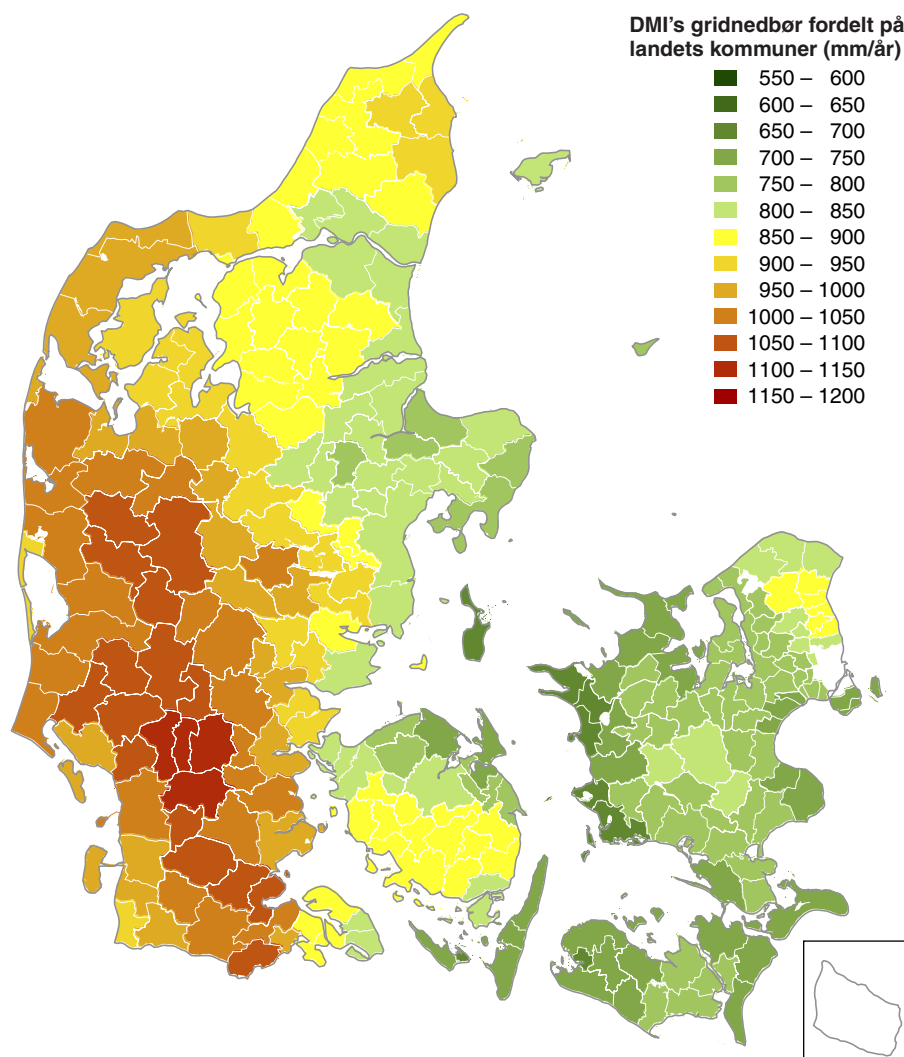 DMI's gridnedbør fordelt på
landets kommuner (mm/år)
550 – 600
600 – 650
650 – 700
700 – 750
750 – 800
800 – 850
850 – 900
900 – 950
950 – 1000
1000 – 1050
1050 – 1100
1100 – 1150
1150 – 1200